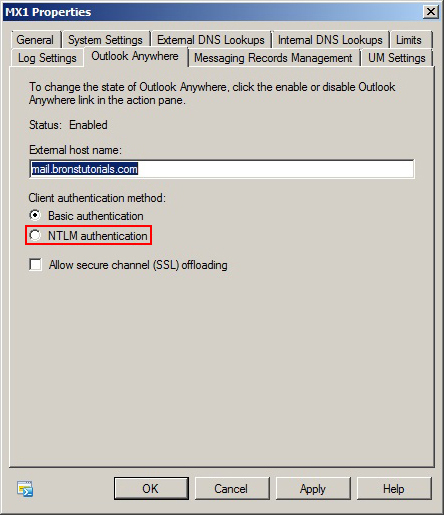 MX1 Properties
General System Settings External DNS Lookups Internal DNS Lookups Limits
Log Settings Outlook Anywhere Messaging Records Management UM Settings
To change the state of Outlook Anywhere, click the enable or disable Outlook
Anywhere link in the action pane.
Status: Enabled
External host name:
mail.bronstutorials.com
Client authentication method:
Basic authentication
NTLM authentication
Allow secure channel (SSL) offloading
OK Cancel Apply Help